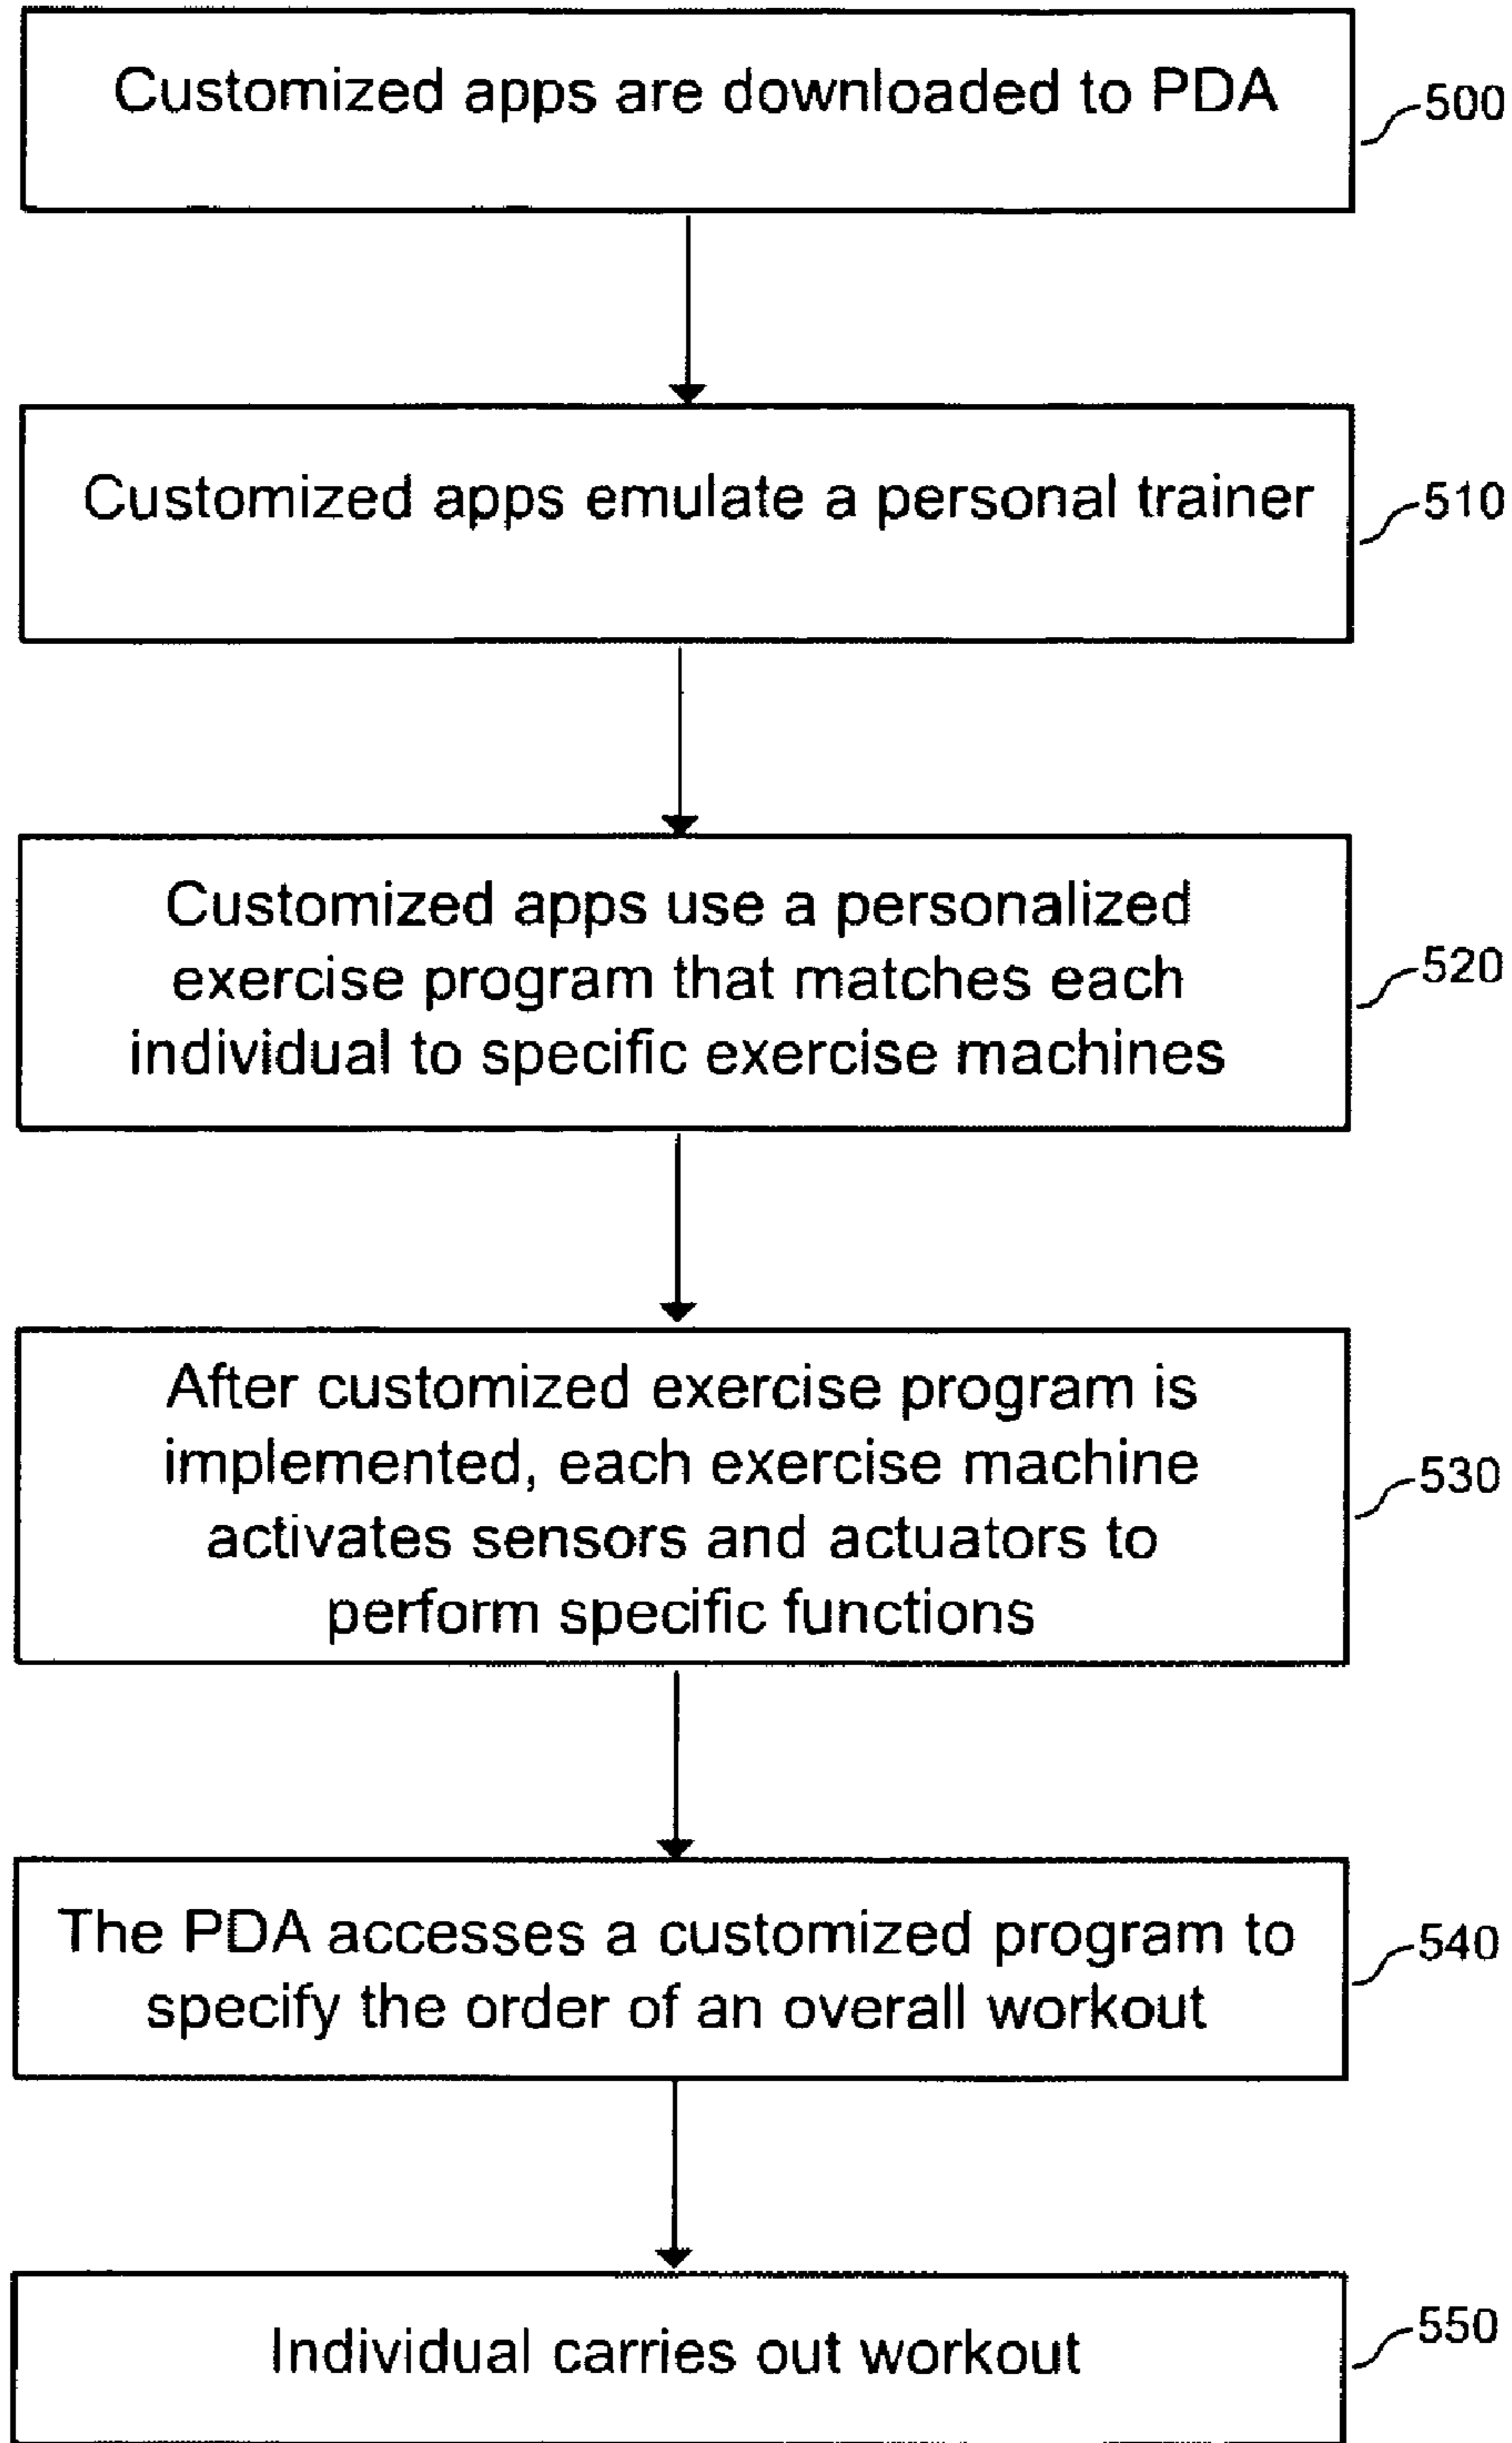 Customized apps are downloaded to PDA
500
Customized apps emulate a personal trainer
510
Customized apps use a personalized
exercise program that matches each
individual to specific exercise machines
520
After customized exercise program is
implemented, each exercise machine
activates sensors and actuators to
perform specific functions
530
The PDA accesses a customized program to
specify the order of an overall workout
540
Individual carries out workout
550